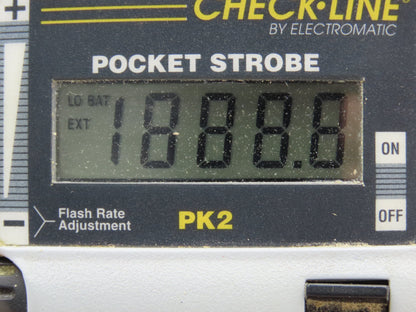 +
CHECK·LINE®
BY ELECTROMATIC
POCKET STROBE
LO BAT
EXT
1888.8
ON
OFF
−
Flash Rate
Adjustment
PK2